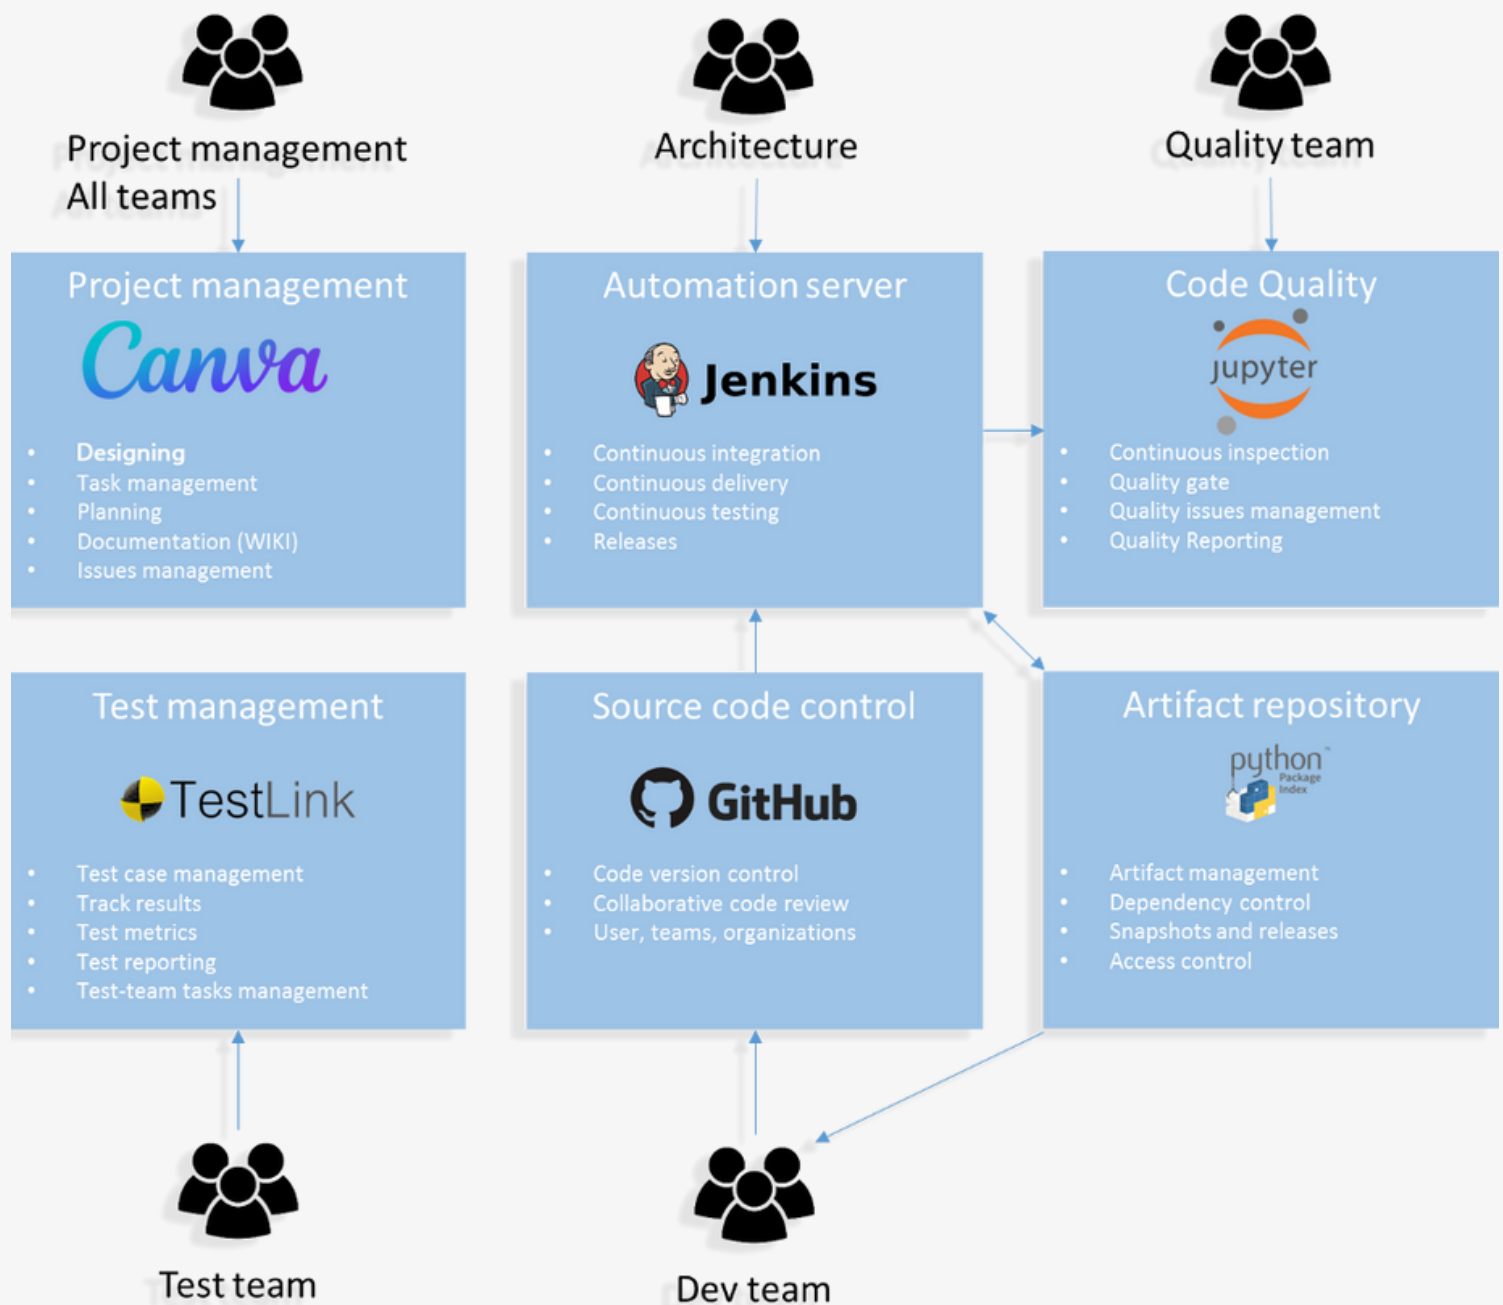 Project management
All teams
Architecture
Quality team
Project management
Canva
• Designing
• Task management
• Planning
• Documentation (WIKI)
• Issues management
Automation server
Jenkins
• Continuous integration
• Continuous delivery
• Continuous testing
• Releases
Code Quality
jupyter
• Continuous inspection
• Quality gate
• Quality issues management
• Quality Reporting
Test management
TestLink
• Test case management
• Track results
• Test metrics
• Test reporting
• Test-team tasks management
Source code control
GitHub
• Code version control
• Collaborative code review
• User, teams, organizations
Artifact repository
python™
Package
Index
• Artifact management
• Dependency control
• Snapshots and releases
• Access control
Test team
Dev team